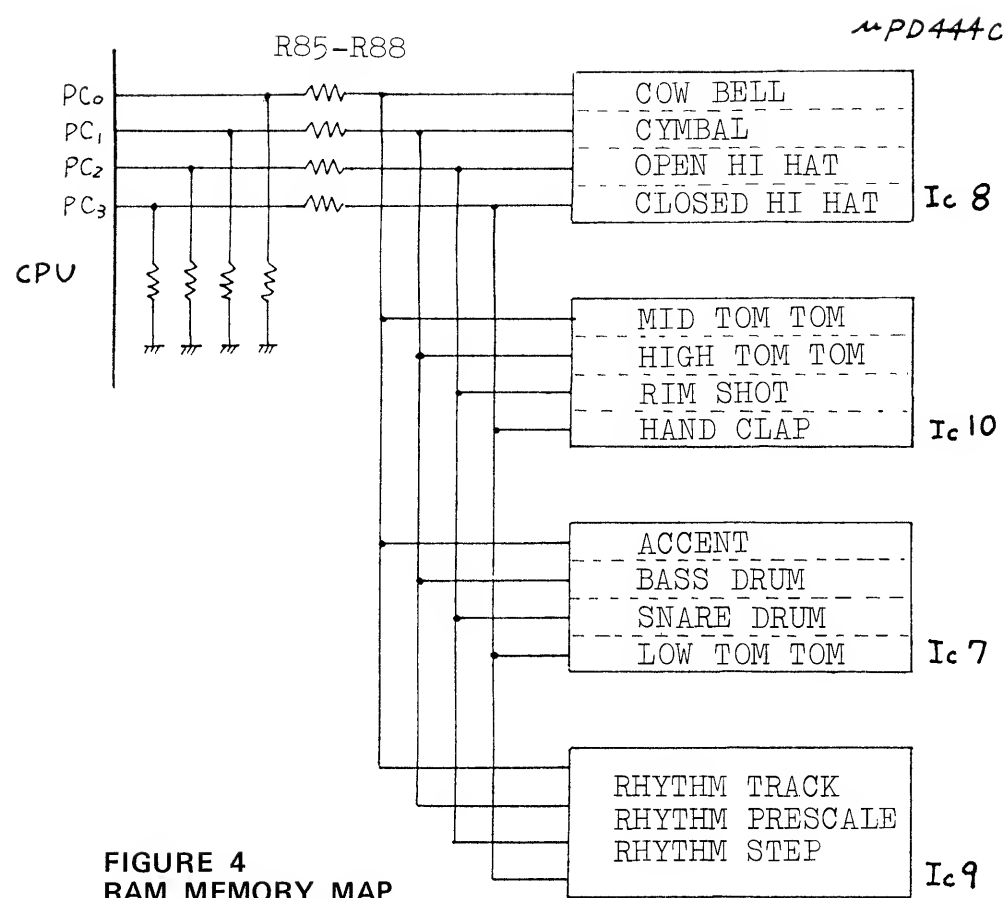 µPD444C
R85-R88
PC0
PC1
PC2
PC3
CPU
COW BELL
CYMBAL
OPEN HI HAT
CLOSED HI HAT
Ic 8
MID TOM TOM
HIGH TOM TOM
RIM SHOT
HAND CLAP
Ic 10
ACCENT
BASS DRUM
SNARE DRUM
LOW TOM TOM
Ic 7
RHYTHM TRACK
RHYTHM PRESCALE
RHYTHM STEP
Ic 9
FIGURE 4
RAM MEMORY MAP